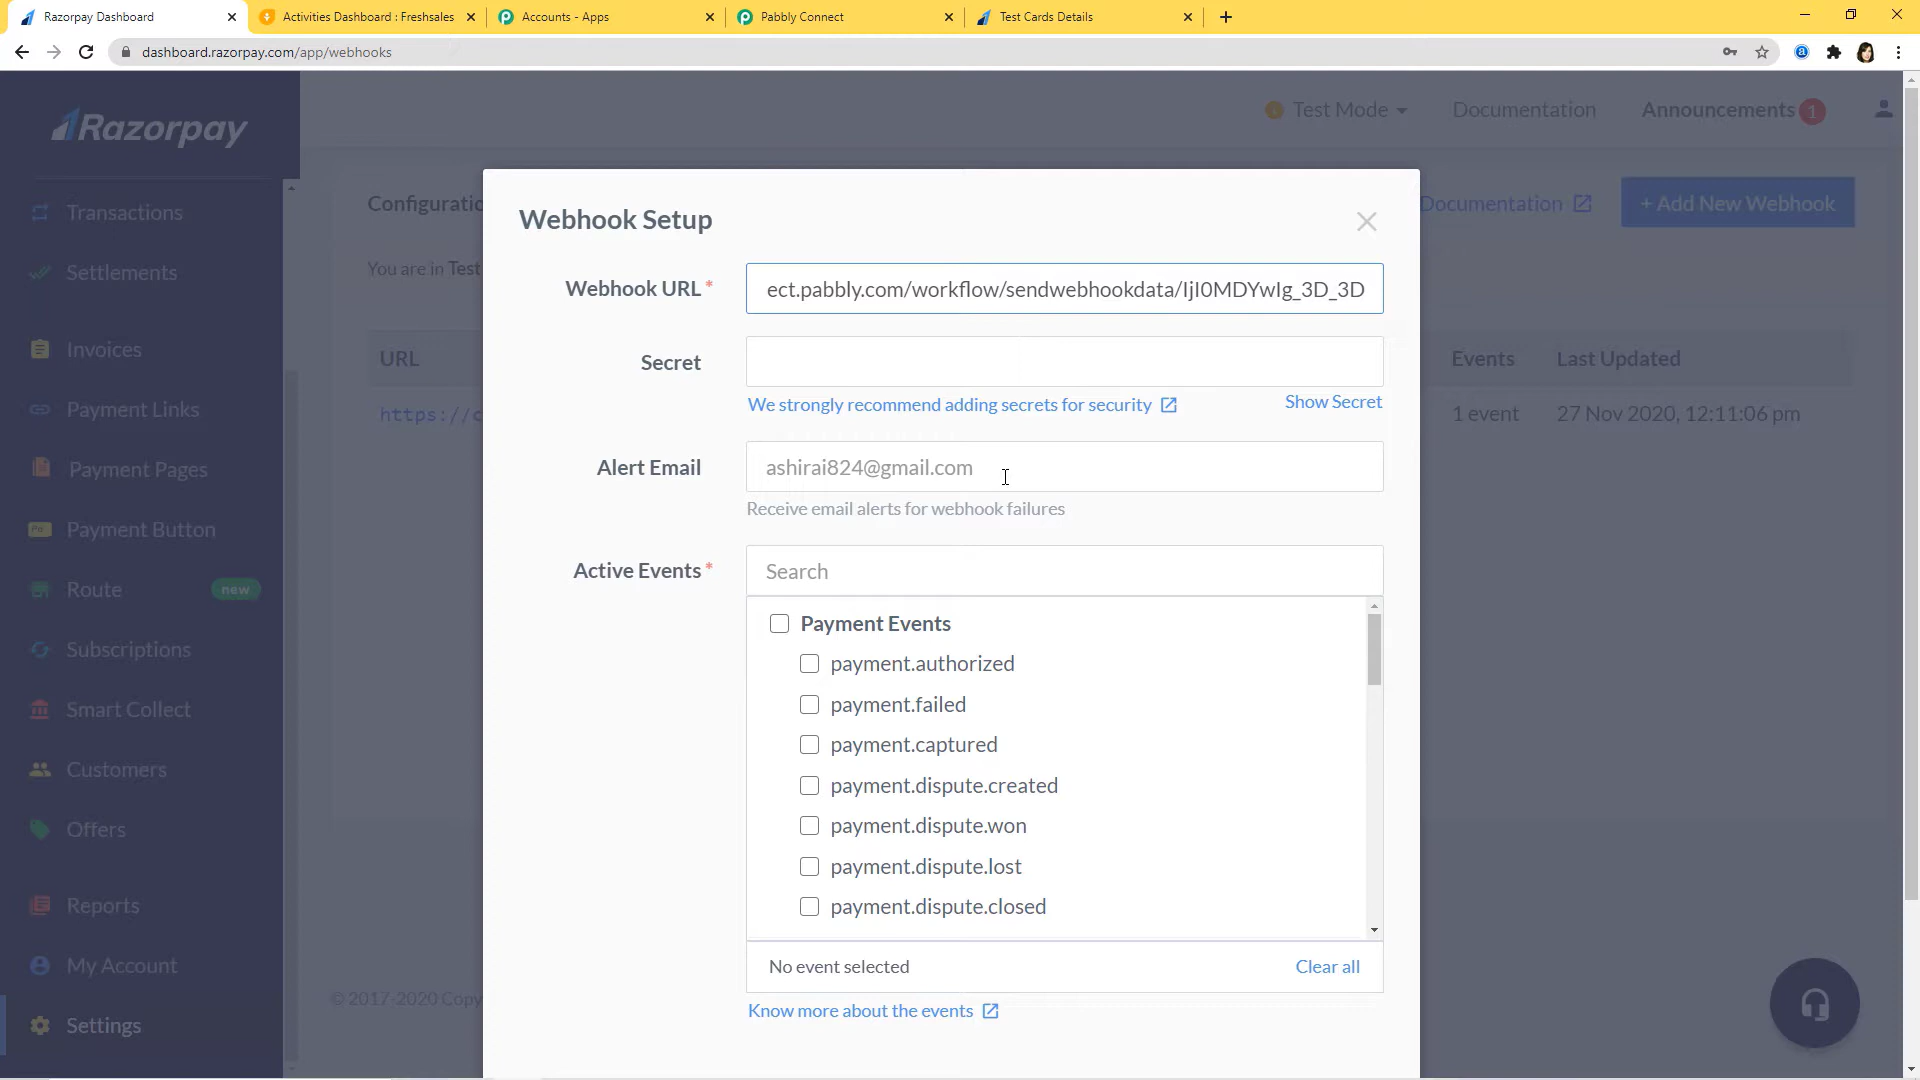 Razorpay Dashboard
Activities Dashboard : Freshsales
Accounts - Apps
Pabbly Connect
Test Cards Details
dashboard.razorpay.com/app/webhooks
Razorpay
Test Mode
Documentation
Announcements 1
Transactions
Settlements
Invoices
Payment Links
Payment Pages
Payment Button
Route new
Subscriptions
Smart Collect
Customers
Offers
Reports
My Account
Settings
Configuratio
Documentation
+ Add New Webhook
You are in Test
URL
Events
Last Updated
https://c
1 event
27 Nov 2020, 12:11:06 pm
© 2017-2020 Copy
Webhook Setup
Webhook URL *
ect.pabbly.com/workflow/sendwebhookdata/IjI0MDYwIg_3D_3D
Secret
We strongly recommend adding secrets for security
Show Secret
Alert Email
ashirai824@gmail.com
Receive email alerts for webhook failures
Active Events *
Search
Payment Events
payment.authorized
payment.failed
payment.captured
payment.dispute.created
payment.dispute.won
payment.dispute.lost
payment.dispute.closed
No event selected
Clear all
Know more about the events